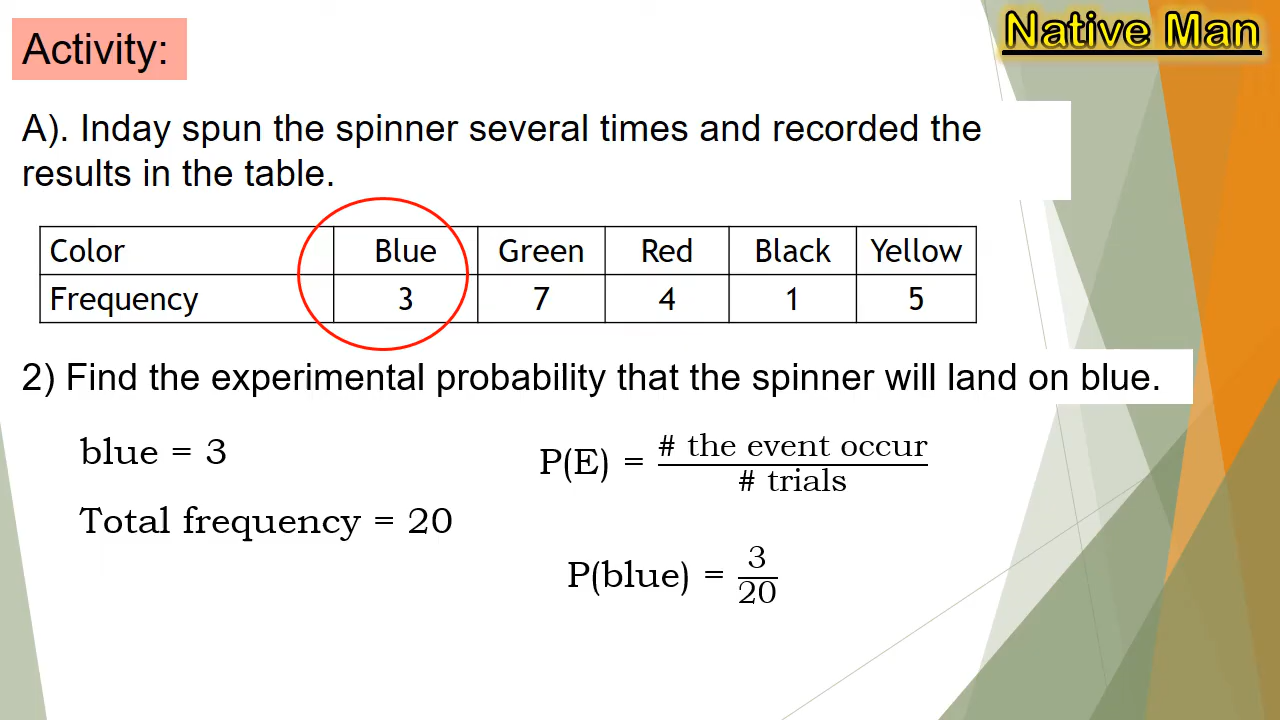 Activity:
Native Man
A). Inday spun the spinner several times and recorded the
results in the table.
Color Blue Green Red Black Yellow
Frequency 3 7 4 1 5
2) Find the experimental probability that the spinner will land on blue.
blue = 3
P(E) = # the event occur / # trials
Total frequency = 20
P(blue) = 3/20